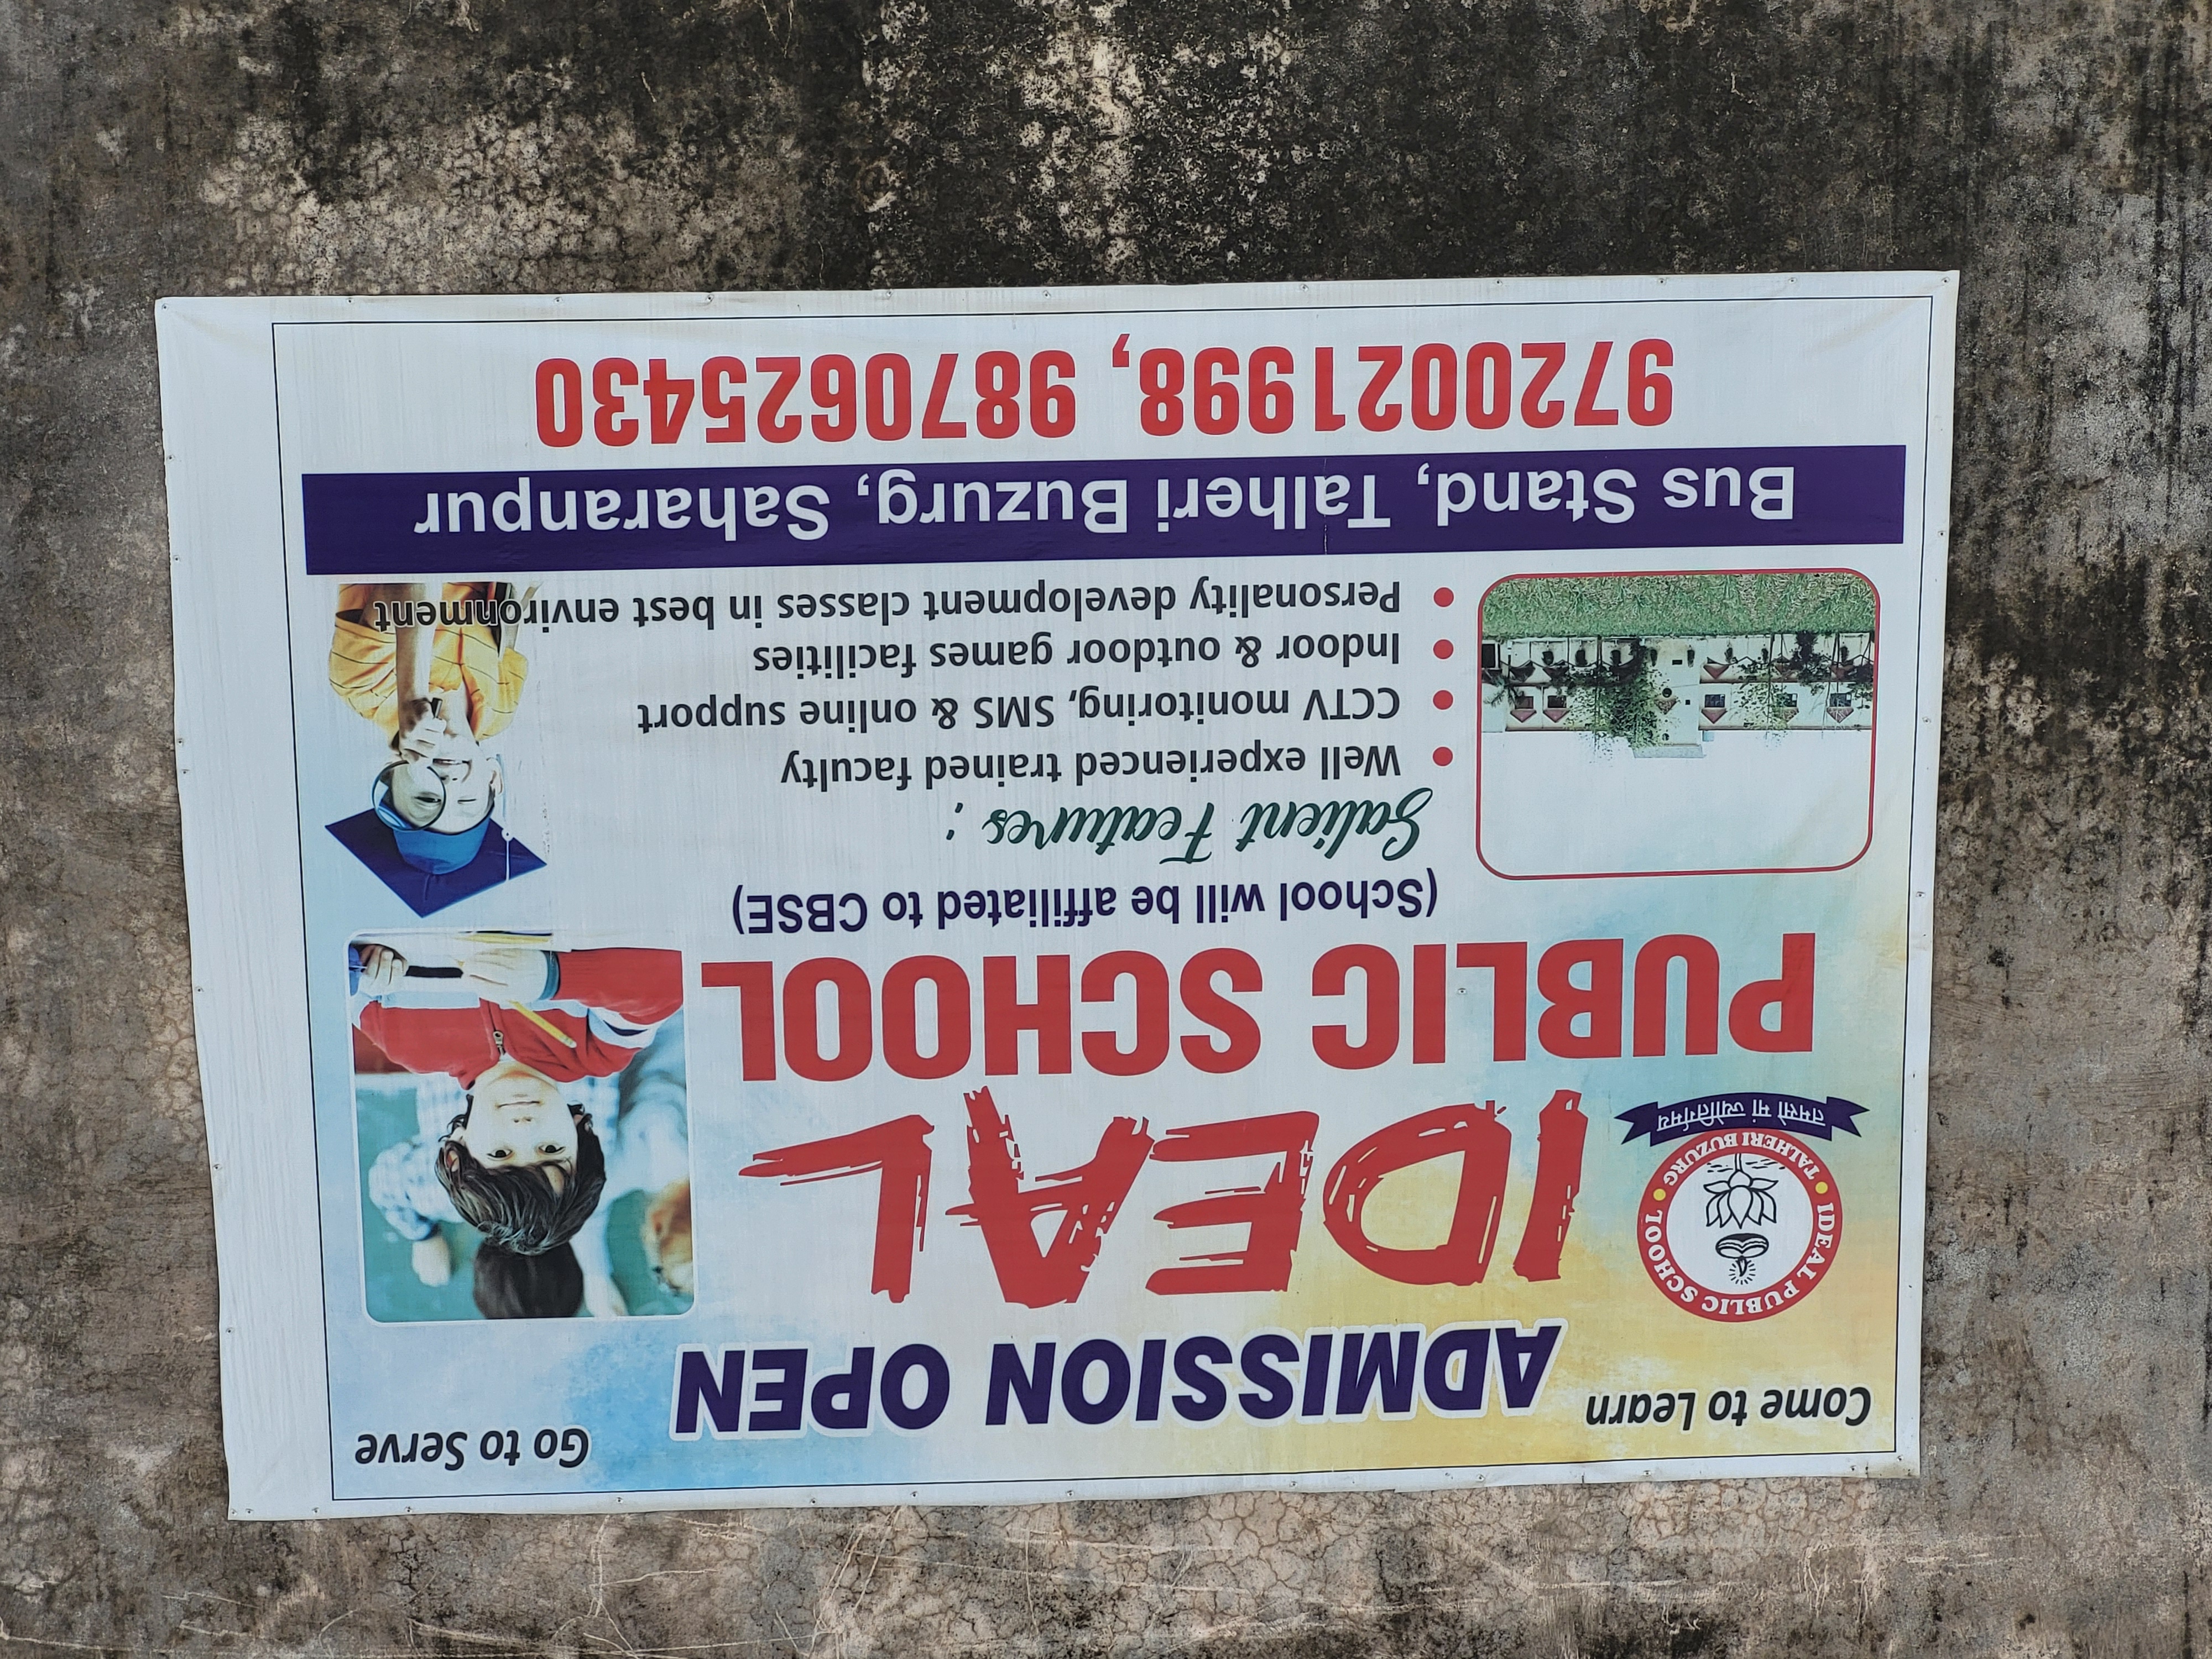 Come to Learn
Go to Serve
ADMISSION OPEN
IDEAL PUBLIC SCHOOL
TALHERI BUZURG
तमसो मां ज्योतिर्गमय
IDEAL
PUBLIC SCHOOL
(School will be affiliated to CBSE)
Salient Features :
• Well experienced trained faculty
• CCTV monitoring, SMS & online support
• Indoor & outdoor games facilities
• Personality development classes in best environment
Bus Stand, Talheri Buzurg, Saharanpur
9720021998, 9870625430